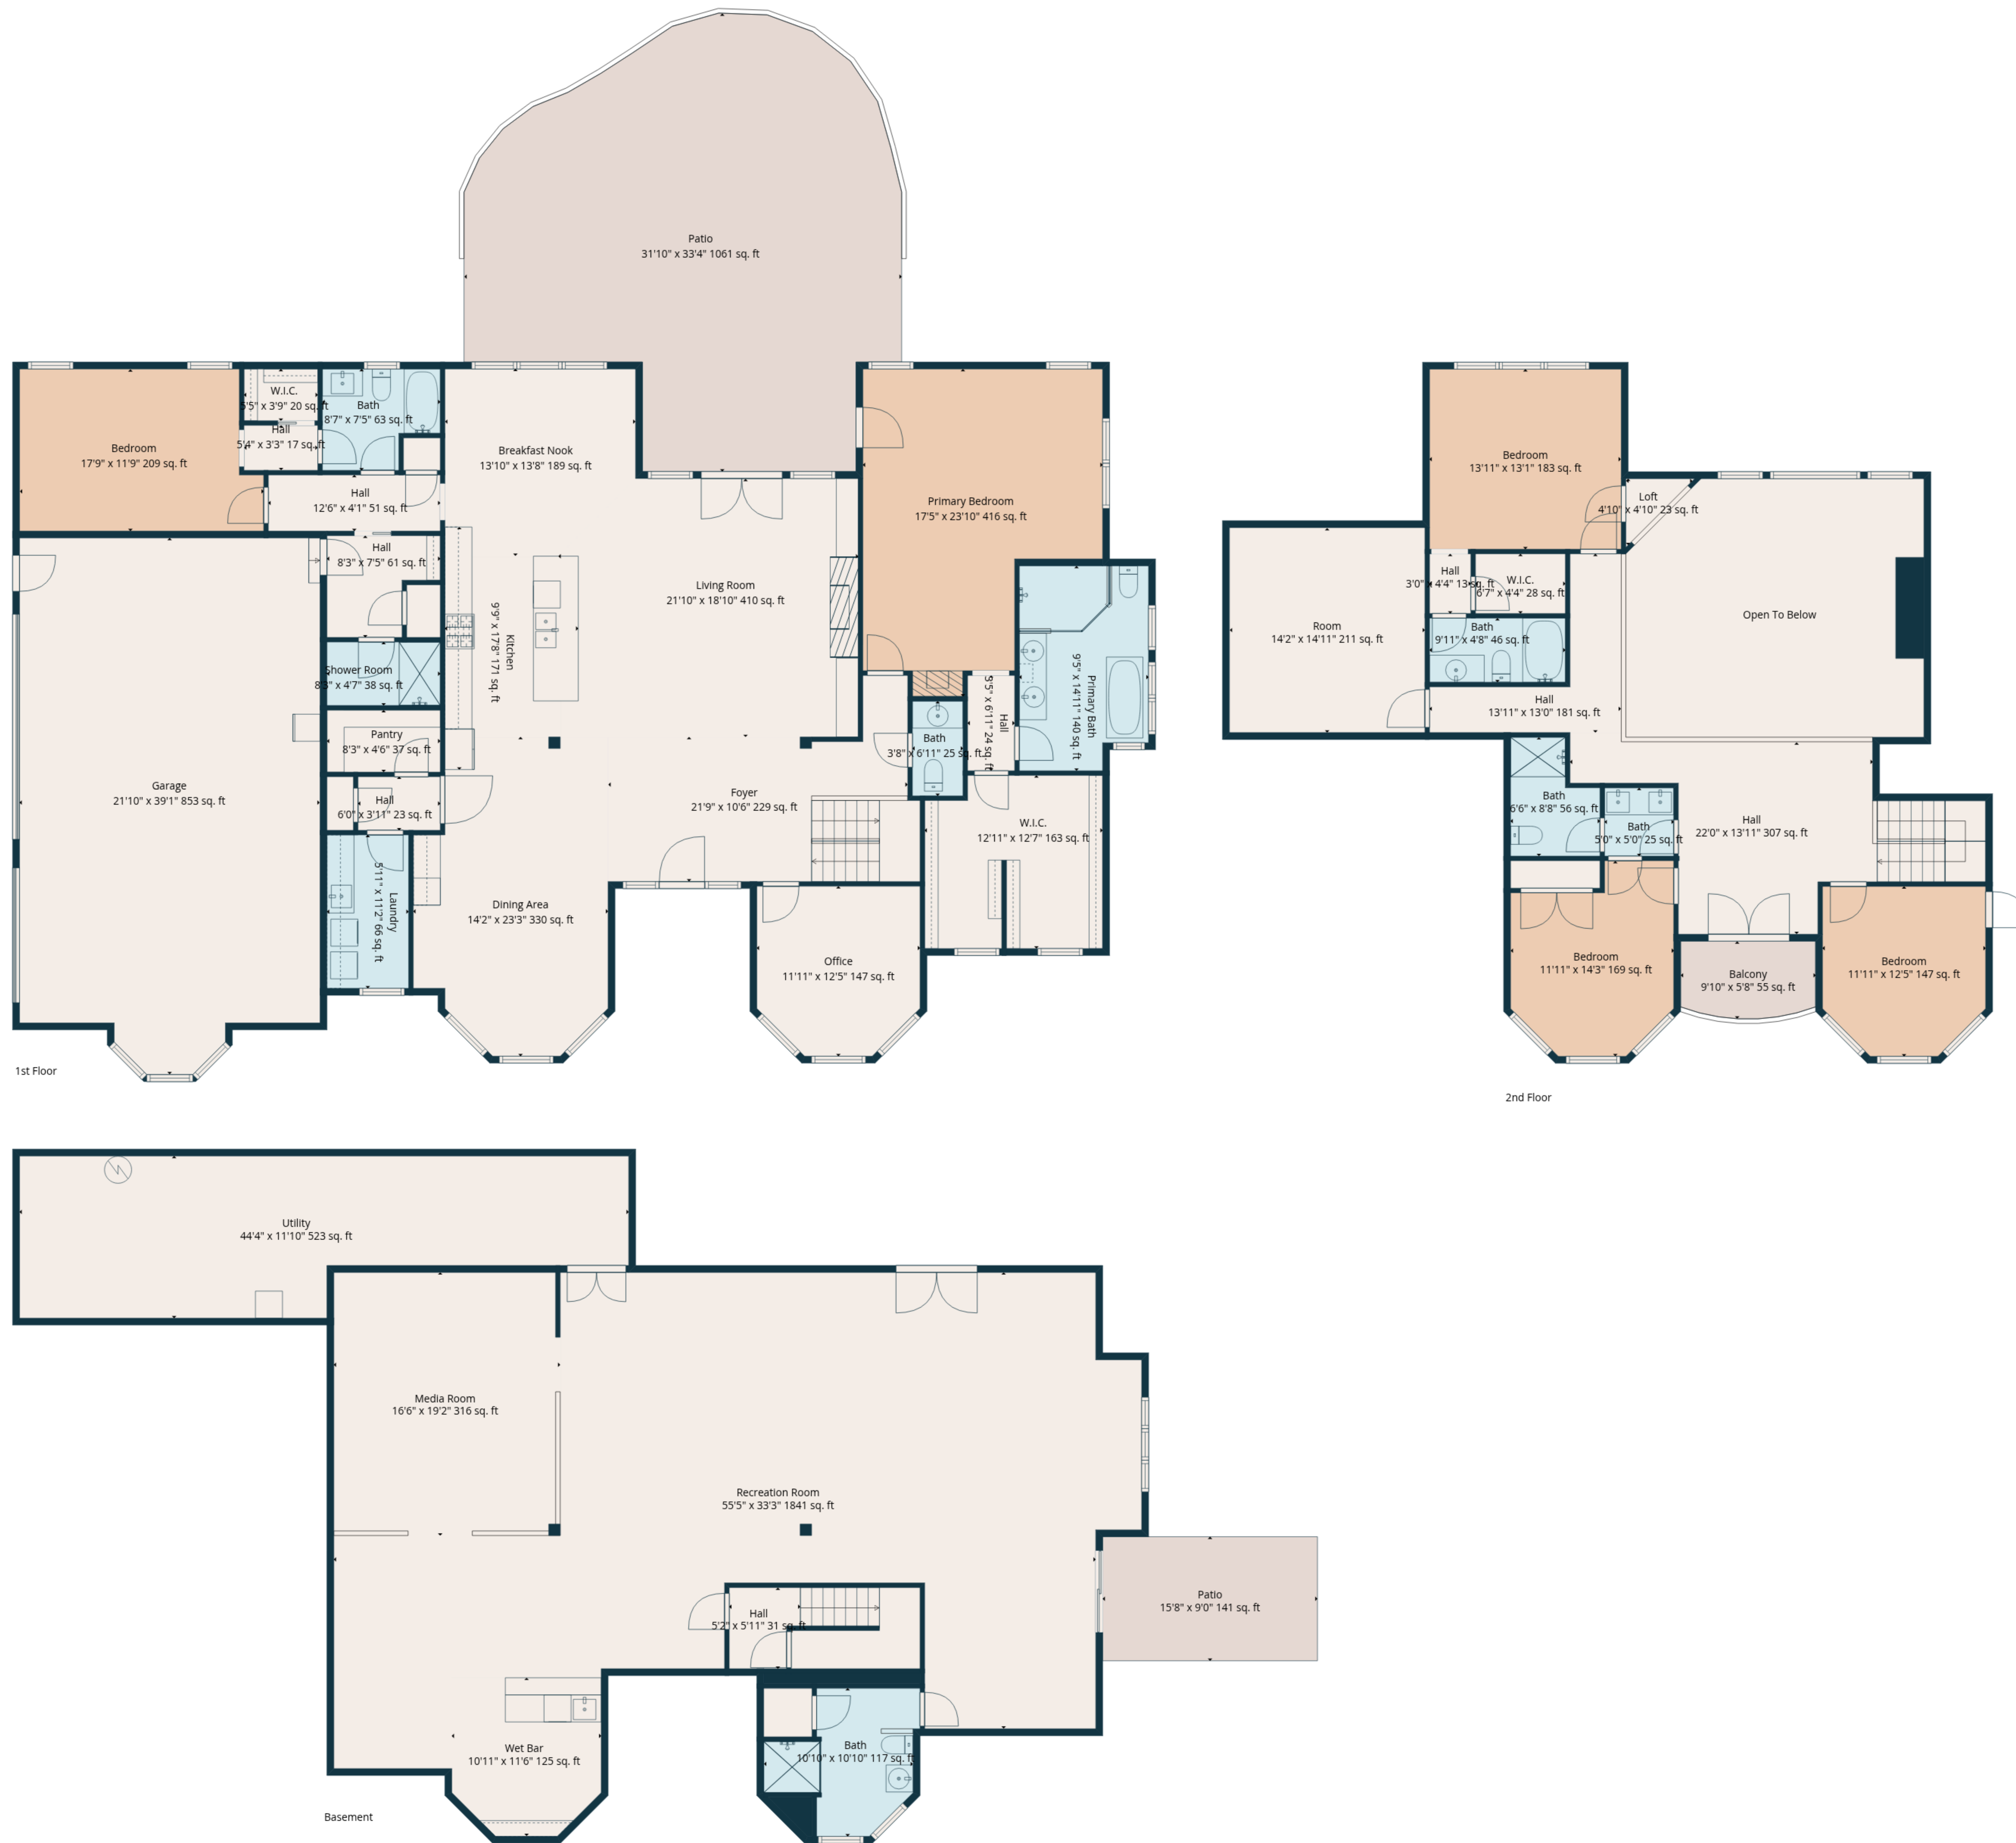 Patio
31'10" x 33'4" 1061 sq. ft
W.I.C.
5'5" x 3'9" 20 sq. ft
Bath
8'7" x 7'5" 63 sq. ft
Hall
5'4" x 3'3" 17 sq. ft
Bedroom
17'9" x 11'9" 209 sq. ft
Breakfast Nook
13'10" x 13'8" 189 sq. ft
Hall
12'6" x 4'1" 51 sq. ft
Primary Bedroom
17'5" x 23'10" 416 sq. ft
Hall
8'3" x 7'5" 61 sq. ft
Living Room
21'10" x 18'10" 410 sq. ft
Kitchen
9'9" x 17'8" 171 sq. ft
Shower Room
8'3" x 4'7" 38 sq. ft
Primary Bath
9'5" x 14'11" 140 sq. ft
Hall
3'5" x 6'11" 24 sq. ft
Pantry
8'3" x 4'6" 37 sq. ft
Bath
3'8" x 6'11" 25 sq. ft
Garage
21'10" x 39'1" 853 sq. ft
Hall
6'0" x 3'11" 23 sq. ft
Foyer
21'9" x 10'6" 229 sq. ft
W.I.C.
12'11" x 12'7" 163 sq. ft
Laundry
5'11" x 11'2" 66 sq. ft
Dining Area
14'2" x 23'3" 330 sq. ft
Office
11'11" x 12'5" 147 sq. ft
1st Floor
Bedroom
13'11" x 13'1" 183 sq. ft
Loft
4'10" x 4'10" 23 sq. ft
Hall
3'0" x 4'4" 13 sq. ft
W.I.C.
6'7" x 4'4" 28 sq. ft
Open To Below
Room
14'2" x 14'11" 211 sq. ft
Bath
9'11" x 4'8" 46 sq. ft
Hall
13'11" x 13'0" 181 sq. ft
Bath
6'6" x 8'8" 56 sq. ft
Bath
5'0" x 5'0" 25 sq. ft
Hall
22'0" x 13'11" 307 sq. ft
Bedroom
11'11" x 14'3" 169 sq. ft
Balcony
9'10" x 5'8" 55 sq. ft
Bedroom
11'11" x 12'5" 147 sq. ft
2nd Floor
Utility
44'4" x 11'10" 523 sq. ft
Media Room
16'6" x 19'2" 316 sq. ft
Recreation Room
55'5" x 33'3" 1841 sq. ft
Patio
15'8" x 9'0" 141 sq. ft
Hall
5'2" x 5'11" 31 sq. ft
Wet Bar
10'11" x 11'6" 125 sq. ft
Bath
10'10" x 10'10" 117 sq. ft
Basement